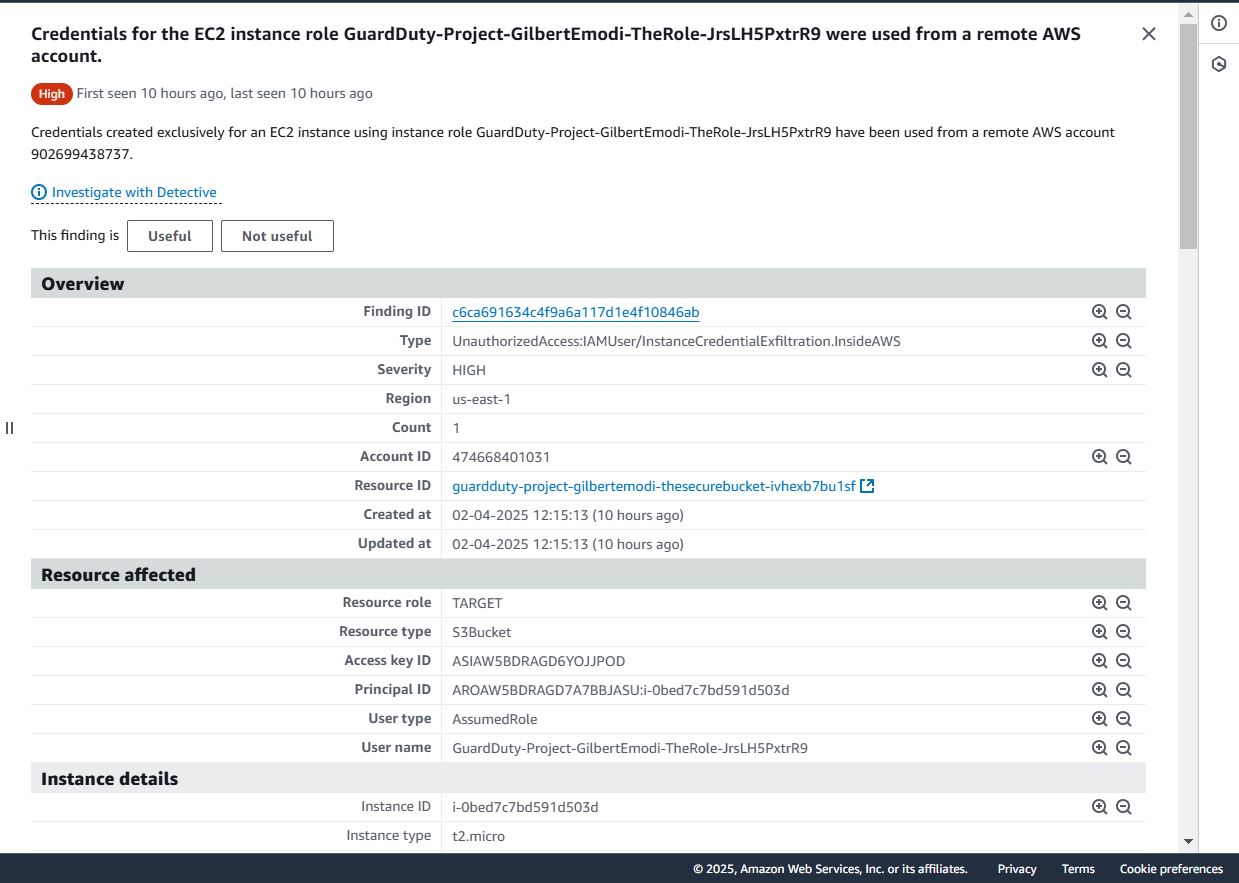 Credentials for the EC2 instance role GuardDuty-Project-GilbertEmodi-TheRole-JrsLH5PxtrR9 were used from a remote AWS
account.
High First seen 10 hours ago, last seen 10 hours ago
Credentials created exclusively for an EC2 instance using instance role GuardDuty-Project-GilbertEmodi-TheRole-JrsLH5PxtrR9 have been used from a remote AWS account
902699438737.
Investigate with Detective
This finding is Useful Not useful
Overview
Finding ID c6ca691634c4f9a6a117d1e4f10846ab
Type UnauthorizedAccess:IAMUser/InstanceCredentialExfiltration.InsideAWS
Severity HIGH
Region us-east-1
Count 1
Account ID 474668401031
Resource ID guardduty-project-gilbertemodi-thesecurebucket-ivhexb7bu1sf
Created at 02-04-2025 12:15:13 (10 hours ago)
Updated at 02-04-2025 12:15:13 (10 hours ago)
Resource affected
Resource role TARGET
Resource type S3Bucket
Access key ID ASIAW5BDRAGD6YOJJPOD
Principal ID AROAW5BDRAGD7A7BBJASU:i-0bed7c7bd591d503d
User type AssumedRole
User name GuardDuty-Project-GilbertEmodi-TheRole-JrsLH5PxtrR9
Instance details
Instance ID i-0bed7c7bd591d503d
Instance type t2.micro
© 2025, Amazon Web Services, Inc. or its affiliates. Privacy Terms Cookie preferences